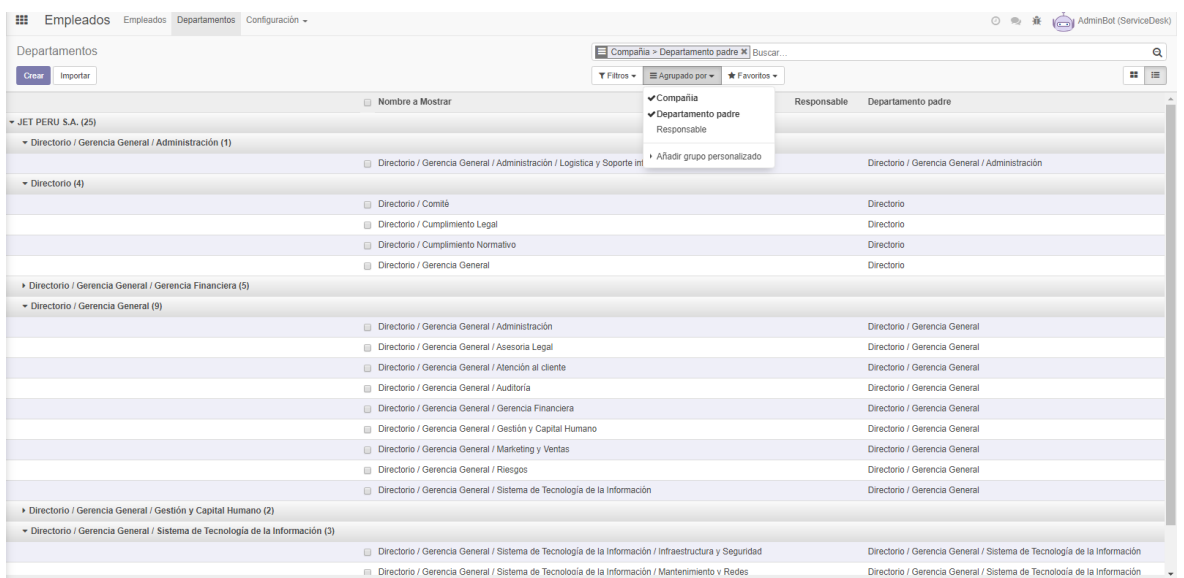 Empleados Empleados Departamentos Configuración AdminBot (ServiceDesk)
Departamentos Compañia > Departamento padre Buscar...
Crear Importar Filtros Agrupado por Favoritos
Nombre a Mostrar Responsable Departamento padre
Compañia
Departamento padre
Responsable
Añadir grupo personalizado
JET PERU S.A. (25)
Directorio / Gerencia General / Administración (1)
Directorio / Gerencia General / Administración / Logistica y Soporte Directorio / Gerencia General / Administración
Directorio (4)
Directorio / Comité Directorio
Directorio / Cumplimiento Legal Directorio
Directorio / Cumplimiento Normativo Directorio
Directorio / Gerencia General Directorio
Directorio / Gerencia General / Gerencia Financiera (5)
Directorio / Gerencia General (9)
Directorio / Gerencia General / Administración Directorio / Gerencia General
Directorio / Gerencia General / Asesoria Legal Directorio / Gerencia General
Directorio / Gerencia General / Atención al cliente Directorio / Gerencia General
Directorio / Gerencia General / Auditoría Directorio / Gerencia General
Directorio / Gerencia General / Gerencia Financiera Directorio / Gerencia General
Directorio / Gerencia General / Gestión y Capital Humano Directorio / Gerencia General
Directorio / Gerencia General / Marketing y Ventas Directorio / Gerencia General
Directorio / Gerencia General / Riesgos Directorio / Gerencia General
Directorio / Gerencia General / Sistema de Tecnología de la Información Directorio / Gerencia General
Directorio / Gerencia General / Gestión y Capital Humano (2)
Directorio / Gerencia General / Sistema de Tecnología de la Información (3)
Directorio / Gerencia General / Sistema de Tecnología de la Información / Infraestructura y Seguridad Directorio / Gerencia General / Sistema de Tecnología de la Información
Directorio / Gerencia General / Sistema de Tecnología de la Información / Mantenimiento y Redes Directorio / Gerencia General / Sistema de Tecnología de la Información